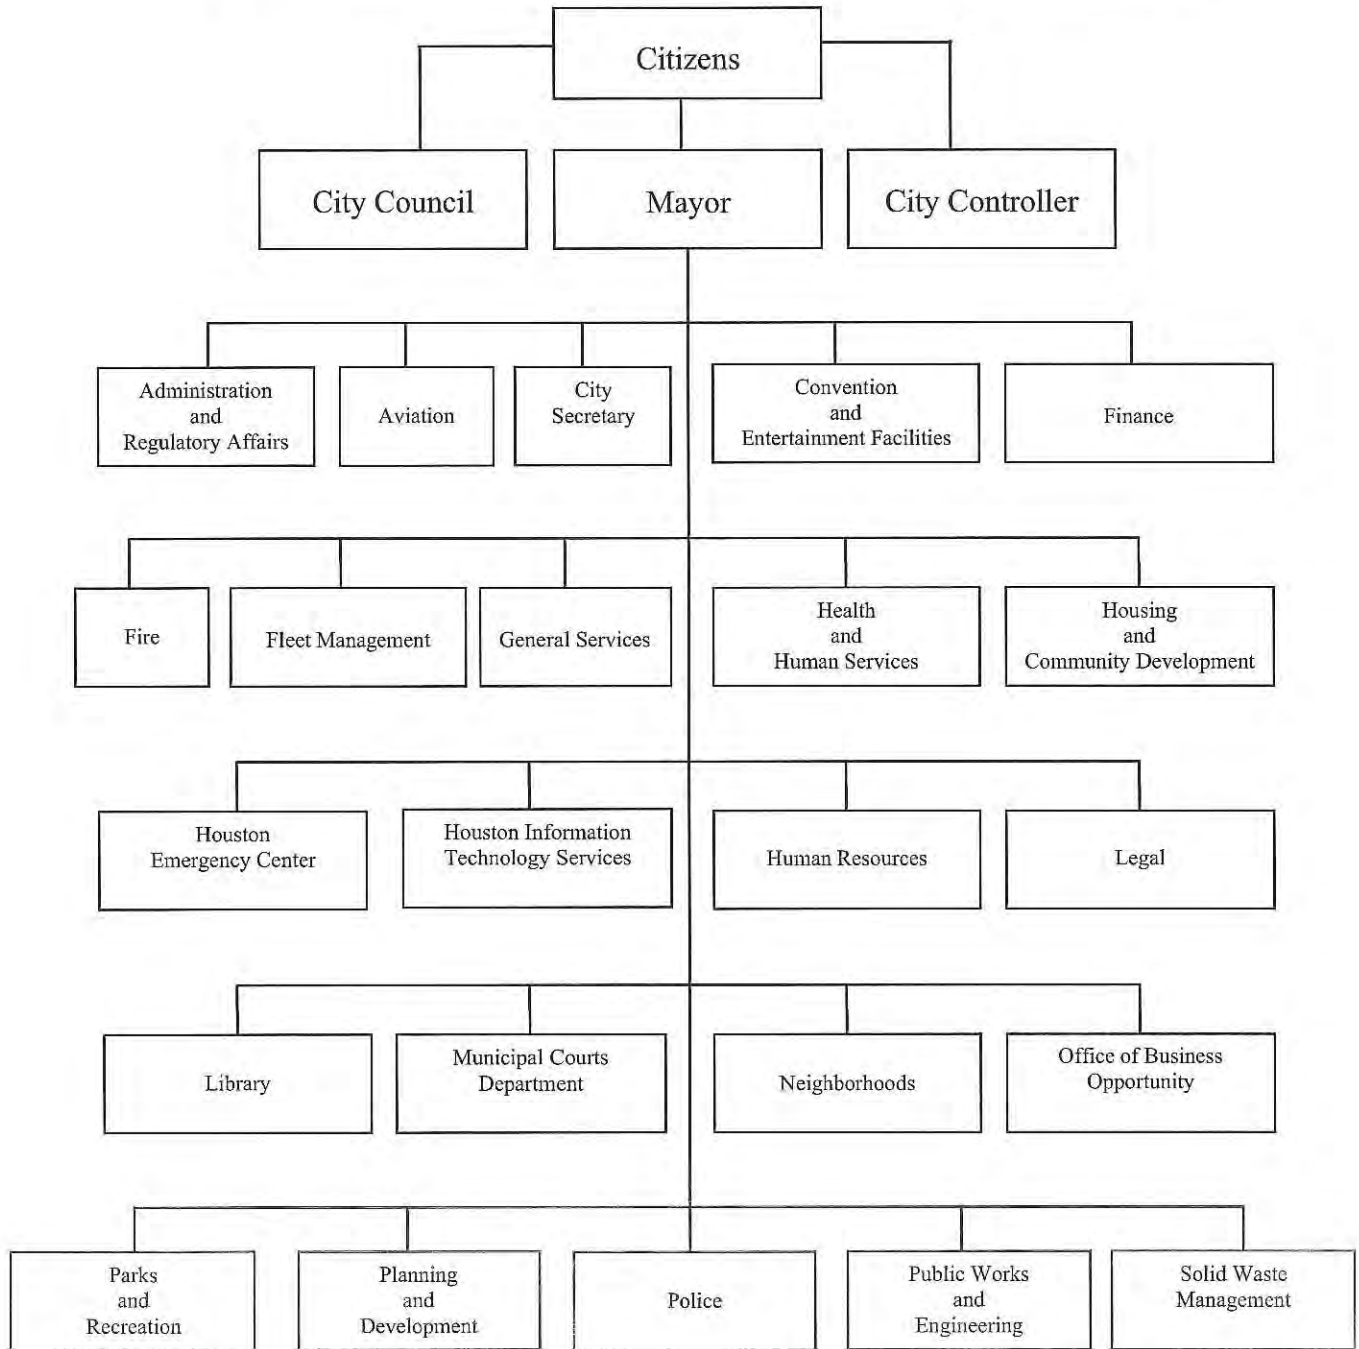 Citizens
City Council
Mayor
City Controller
Administration
and
Regulatory Affairs
Aviation
City
Secretary
Convention
and
Entertainment Facilities
Finance
Fire
Fleet Management
General Services
Health
and
Human Services
Housing
and
Community Development
Houston
Emergency Center
Houston Information
Technology Services
Human Resources
Legal
Library
Municipal Courts
Department
Neighborhoods
Office of Business
Opportunity
Parks
and
Recreation
Planning
and
Development
Police
Public Works
and
Engineering
Solid Waste
Management